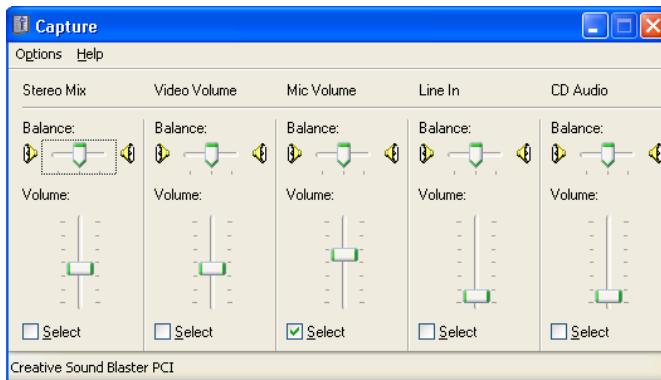 Capture
Options Help
Stereo Mix Video Volume Mic Volume Line In CD Audio
Balance: Balance: Balance: Balance: Balance:
Volume: Volume: Volume: Volume: Volume:
Select Select Select Select Select
Creative Sound Blaster PCI